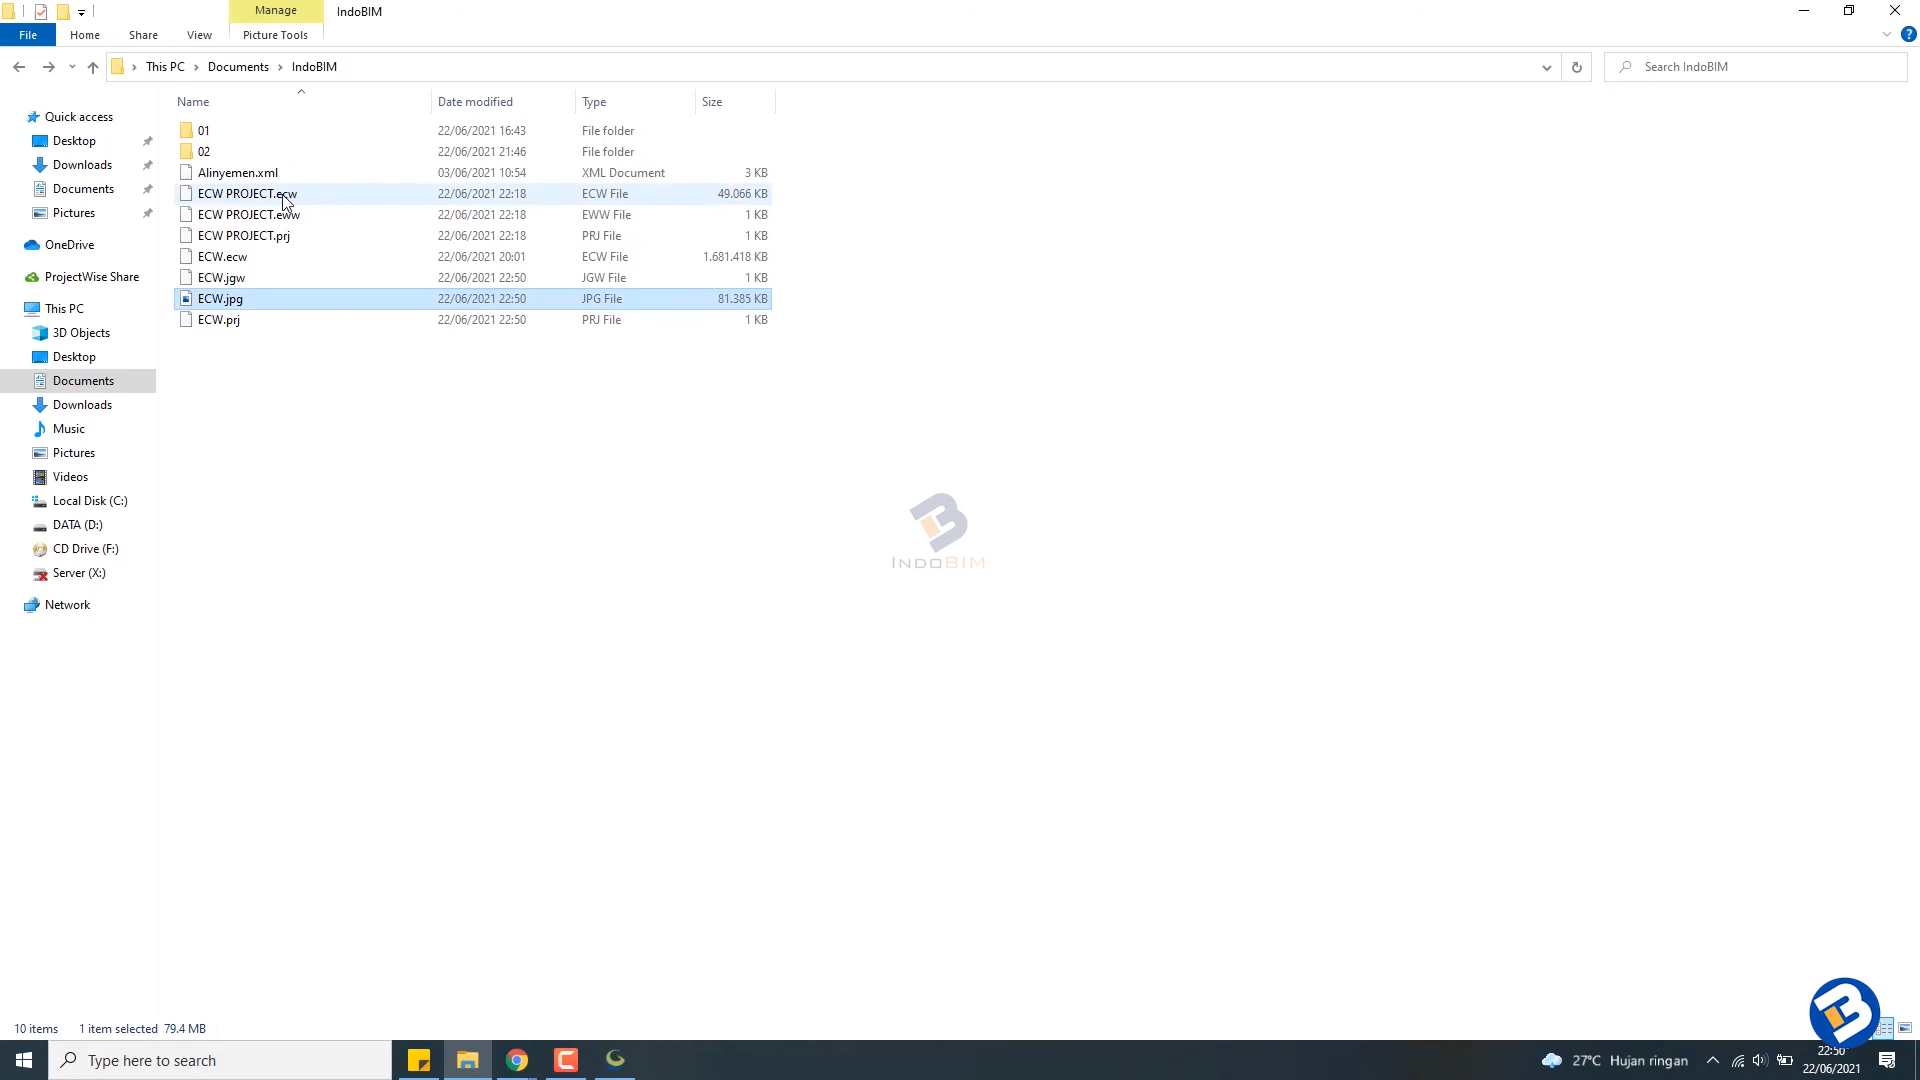 Manage
IndoBIM
File
Home
Share
View
Picture Tools
This PC
Documents
IndoBIM
Search IndoBIM
Name
Date modified
Type
Size
01
22/06/2021 16:43
File folder
02
22/06/2021 21:46
File folder
Alinyemen.xml
03/06/2021 10:54
XML Document
3 KB
ECW PROJECT.ecw
22/06/2021 22:18
ECW File
49.066 KB
ECW PROJECT.eww
22/06/2021 22:18
EWW File
1 KB
ECW PROJECT.prj
22/06/2021 22:18
PRJ File
1 KB
ECW.ecw
22/06/2021 20:01
ECW File
1.681.418 KB
ECW.jgw
22/06/2021 22:50
JGW File
1 KB
ECW.jpg
22/06/2021 22:50
JPG File
81.385 KB
ECW.prj
22/06/2021 22:50
PRJ File
1 KB
Quick access
Desktop
Downloads
Documents
Pictures
OneDrive
ProjectWise Share
This PC
3D Objects
Desktop
Documents
Downloads
Music
Pictures
Videos
Local Disk (C:)
DATA (D:)
CD Drive (F:)
Server (X:)
Network
INDOBIM
10 items
1 item selected 79.4 MB
Type here to search
27°C Hujan ringan
22:50
22/06/2021